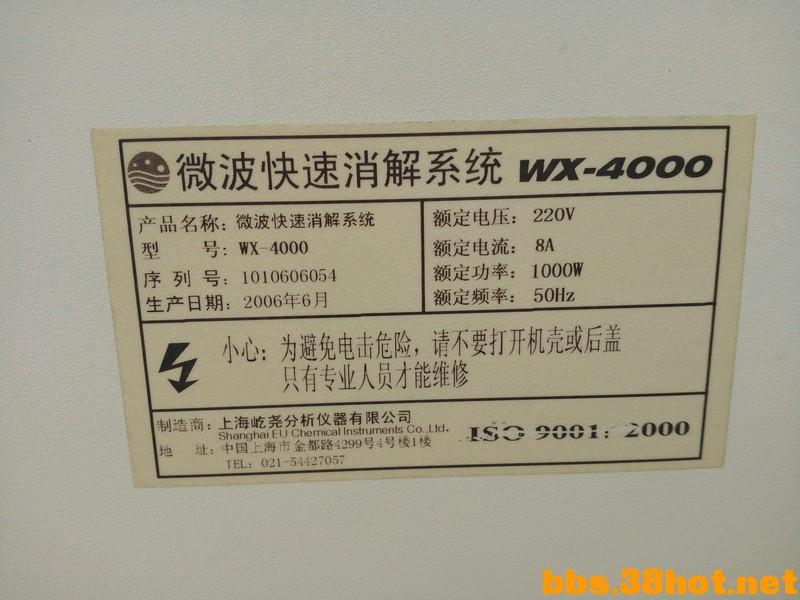 微波快速消解系统 WX-4000
产品名称: 微波快速消解系统
型 号: WX-4000
序 列 号: 1010606054
生产日期: 2006年6月
额定电压: 220V
额定电流: 8A
额定功率: 1000W
额定频率: 50Hz
小心: 为避免电击危险, 请不要打开机壳或后盖
只有专业人员才能维修
制造商: 上海屹尧分析仪器有限公司
Shanghai EU Chemical Instruments Co.,Ltd.
地 址: 中国上海市金都路4299号4号楼1楼
TEL: 021-54427057
ISO 9001: 2000
bbs.38hot.net